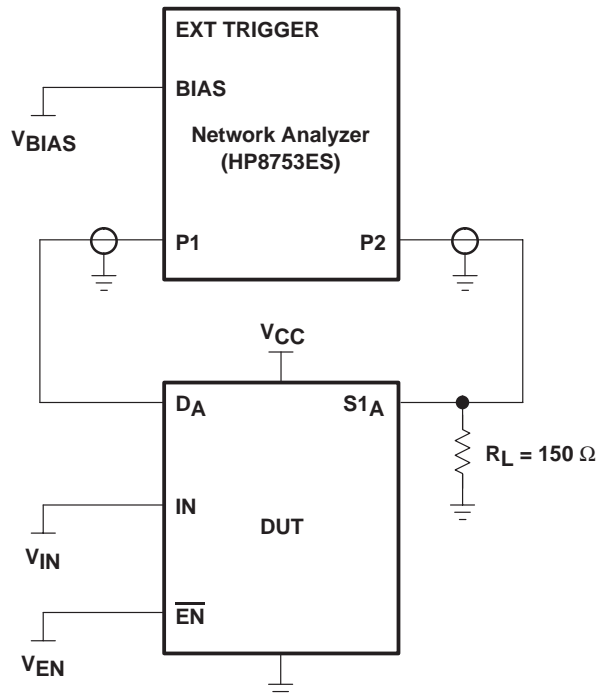 EXT TRIGGER
BIAS
VBIAS
Network Analyzer
(HP8753ES)
P1 P2
VCC
DA S1A
RL = 150 Ω
IN
DUT
VIN
EN
VEN